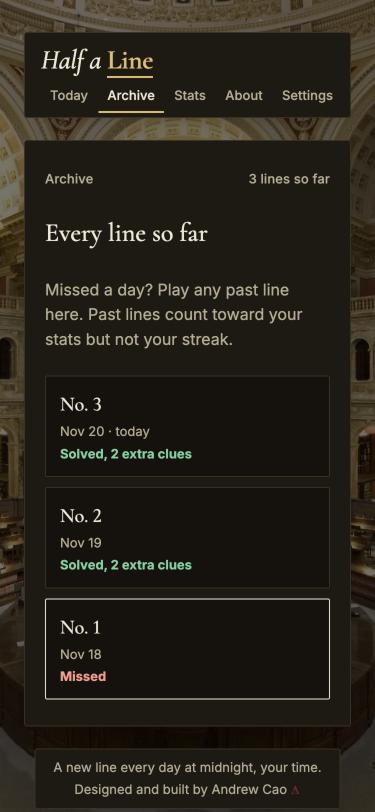 Half a Line
Today Archive Stats About Settings
Archive 3 lines so far
Every line so far
Missed a day? Play any past line
here. Past lines count toward your
stats but not your streak.
No. 3
Nov 20 · today
Solved, 2 extra clues
No. 2
Nov 19
Solved, 2 extra clues
No. 1
Nov 18
Missed
A new line every day at midnight, your time.
Designed and built by Andrew Cao